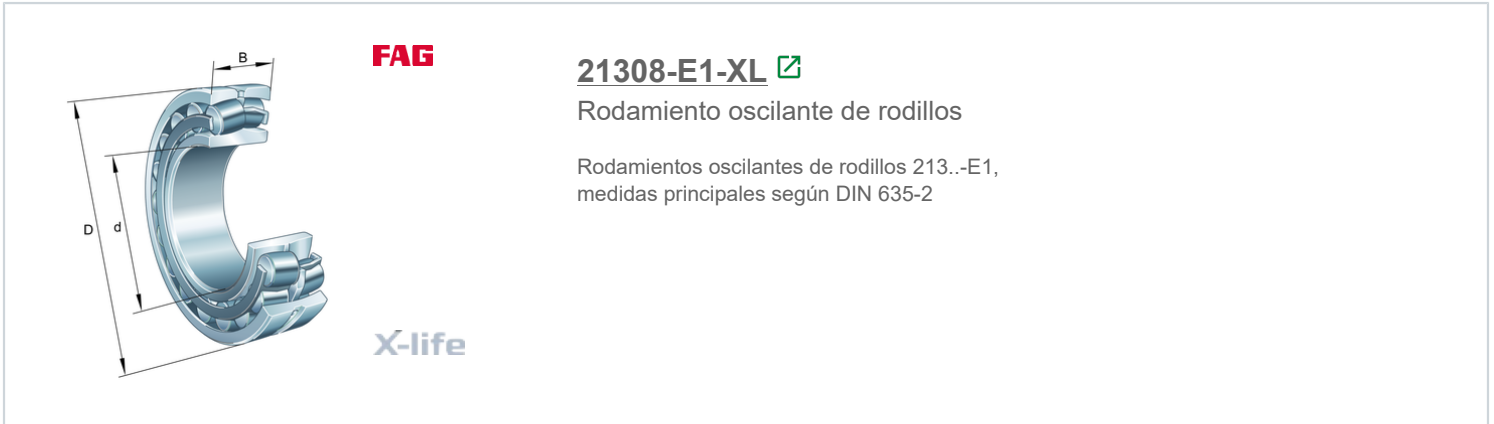 FAG
B
21308-E1-XL
Rodamiento oscilante de rodillos
Rodamientos oscilantes de rodillos 213..-E1,
medidas principales según DIN 635-2
D
d
X-life